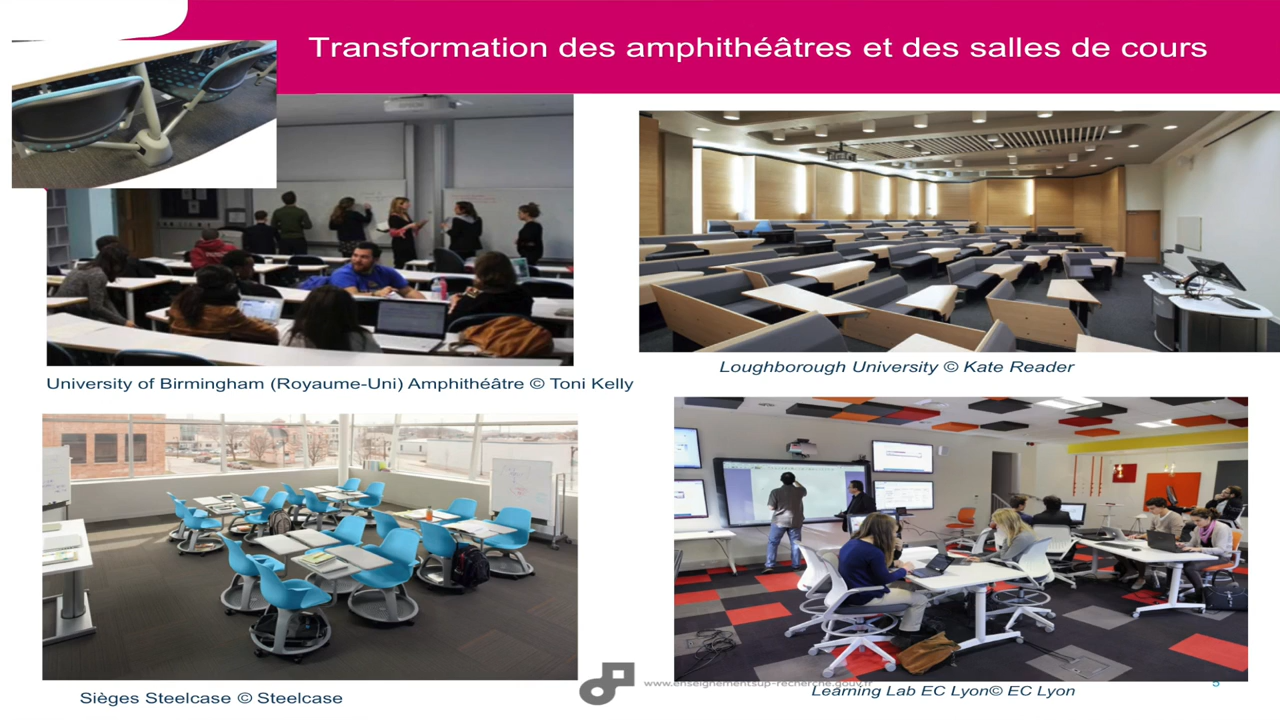 Transformation des amphithéâtres et des salles de cours
University of Birmingham (Royaume-Uni) Amphithéâtre © Toni Kelly
Loughborough University © Kate Reader
Sièges Steelcase © Steelcase
www.enseignementsup-recherche.gouv.fr
Learning Lab EC Lyon© EC Lyon
5